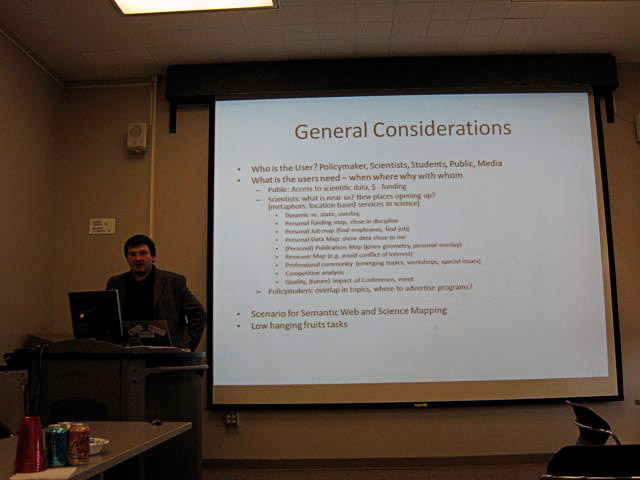 General Considerations
• Who is the User? Policymaker, Scientists, Students, Public, Media
• What is the users need – when where why with whom
– Public: Access to scientific data, $ - funding
– Scientists: what is near us? New places opening up?
(metaphors: location based services in science)
• Dynamic vs. static, overlay,
• Personal funding map, close in discipline
• Personal Job map (find employees, find job)
• Personal Data Map: show data close to me
• (Personal) Publication Map (given geometry, personal overlay)
• Reviewer Map (e.g. avoid conflict of interest)
• Professional community (emerging topics, workshops, special issues)
• Competitive analysis
• Quality, (future) impact of Conference, event
– Policymakers: overlap in topics, where to advertise programs?
• Scenario for Semantic Web and Science Mapping
• Low hanging fruits tasks